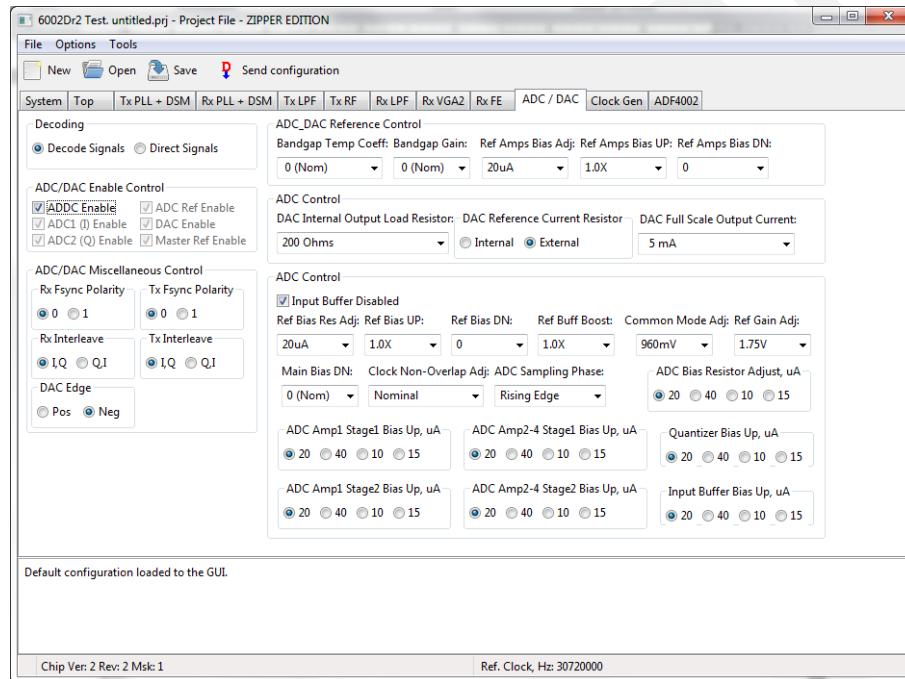 6002Dr2 Test. untitled.prj - Project File - ZIPPER EDITION
File Options Tools
New Open Save Send configuration
System Top Tx PLL + DSM Rx PLL + DSM Tx LPF Tx RF Rx LPF Rx VGA2 Rx FE ADC / DAC Clock Gen ADF4002
Decoding
Decode Signals Direct Signals
ADC/DAC Enable Control
ADDC Enable ADC Ref Enable
ADC1 (I) Enable DAC Enable
ADC2 (Q) Enable Master Ref Enable
ADC/DAC Miscellaneous Control
Rx Fsync Polarity Tx Fsync Polarity
0 1 0 1
Rx Interleave Tx Interleave
I,Q Q,I I,Q Q,I
DAC Edge
Pos Neg
ADC_DAC Reference Control
Bandgap Temp Coeff: Bandgap Gain: Ref Amps Bias Adj: Ref Amps Bias UP: Ref Amps Bias DN:
0 (Nom) 0 (Nom) 20uA 1.0X 0
ADC Control
DAC Internal Output Load Resistor: DAC Reference Current Resistor DAC Full Scale Output Current:
200 Ohms Internal External 5 mA
ADC Control
Input Buffer Disabled
Ref Bias Res Adj: Ref Bias UP: Ref Bias DN: Ref Buff Boost: Common Mode Adj: Ref Gain Adj:
20uA 1.0X 0 1.0X 960mV 1.75V
Main Bias DN: Clock Non-Overlap Adj: ADC Sampling Phase: ADC Bias Resistor Adjust, uA
0 (Nom) Nominal Rising Edge 20 40 10 15
ADC Amp1 Stage1 Bias Up, uA ADC Amp2-4 Stage1 Bias Up, uA Quantizer Bias Up, uA
20 40 10 15 20 40 10 15 20 40 10 15
ADC Amp1 Stage2 Bias Up, uA ADC Amp2-4 Stage2 Bias Up, uA Input Buffer Bias Up, uA
20 40 10 15 20 40 10 15 20 40 10 15
Default configuration loaded to the GUI.
Chip Ver: 2 Rev: 2 Msk: 1 Ref. Clock, Hz: 30720000